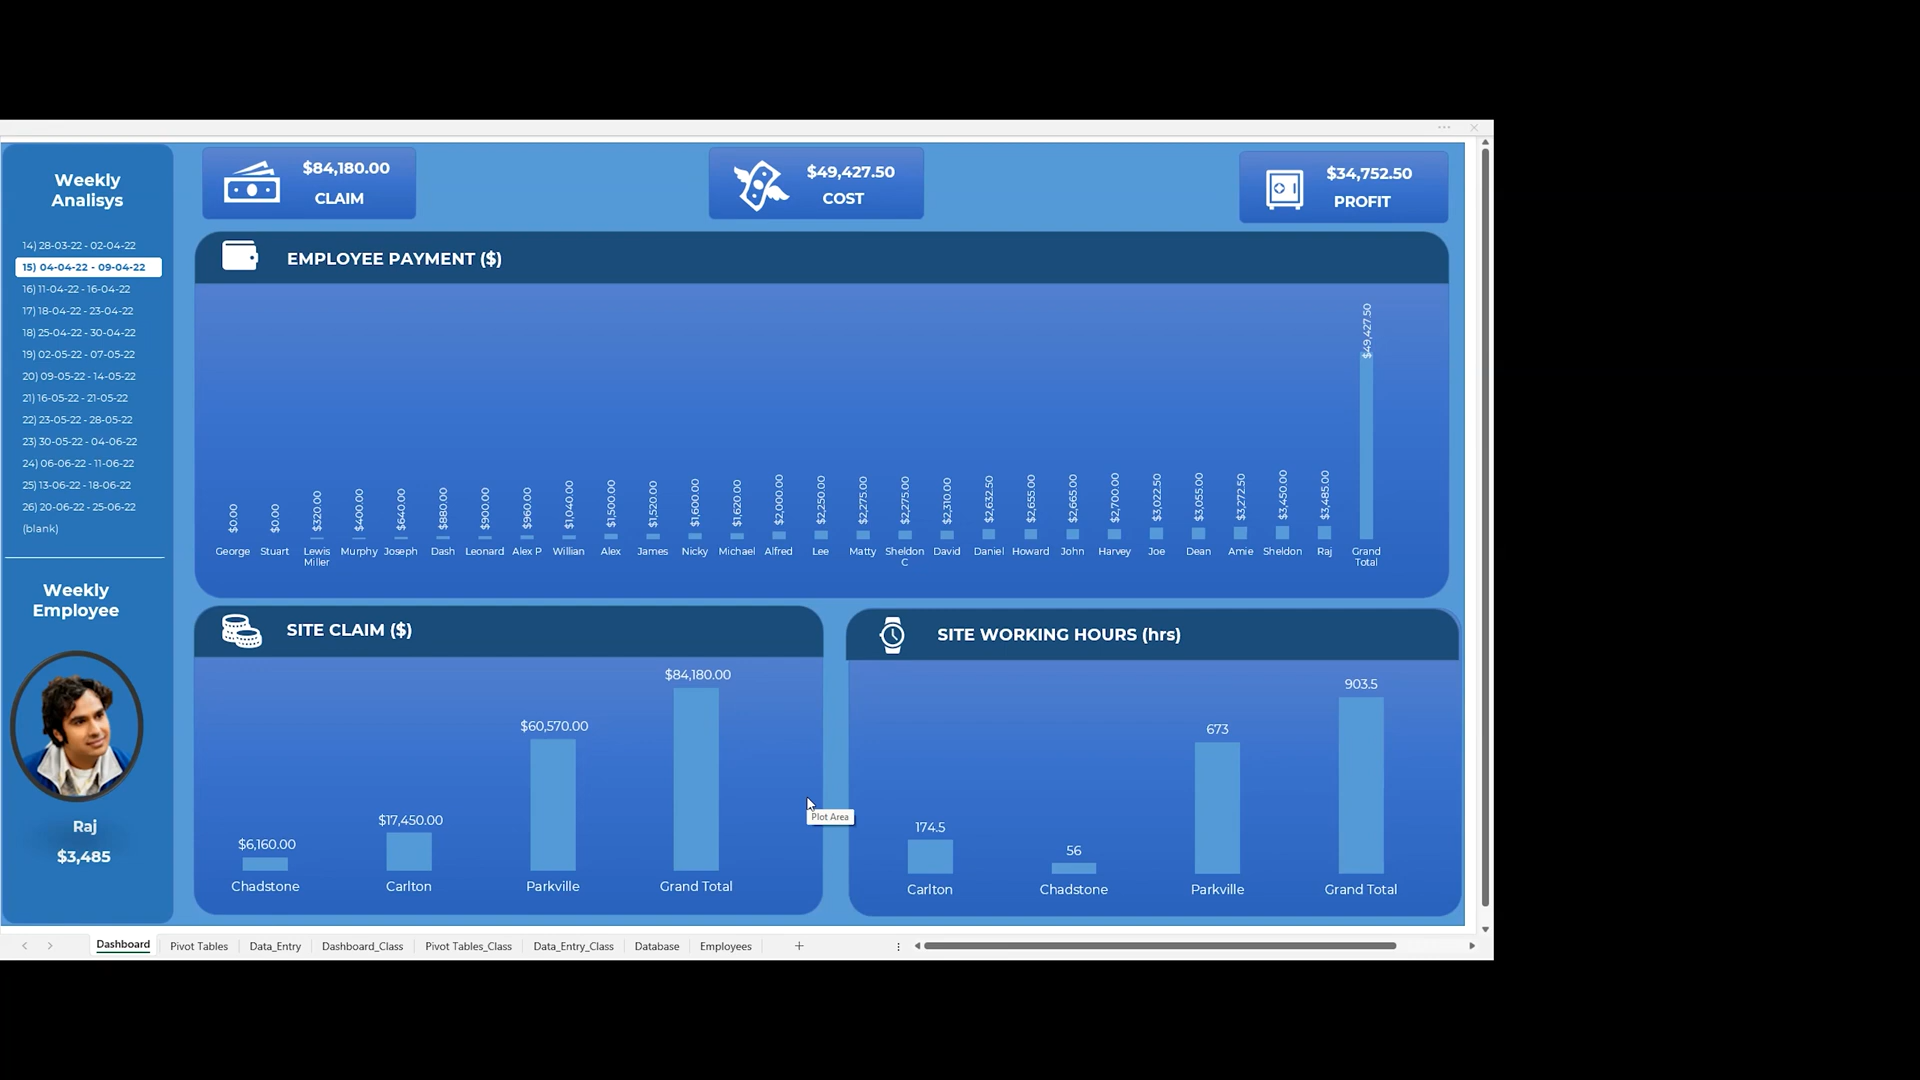 Weekly
Analisys
14) 28-03-22 - 02-04-22
15) 04-04-22 - 09-04-22
16) 11-04-22 - 16-04-22
17) 18-04-22 - 23-04-22
18) 25-04-22 - 30-04-22
19) 02-05-22 - 07-05-22
20) 09-05-22 - 14-05-22
21) 16-05-22 - 21-05-22
22) 23-05-22 - 28-05-22
23) 30-05-22 - 04-06-22
24) 06-06-22 - 11-06-22
25) 13-06-22 - 18-06-22
26) 20-06-22 - 25-06-22
(blank)
Weekly
Employee
Raj
$3,485
$84,180.00
CLAIM
$49,427.50
COST
$34,752.50
PROFIT
EMPLOYEE PAYMENT ($)
$0.00 $0.00 $320.00 $400.00 $640.00 $880.00 $900.00 $960.00 $1,040.00 $1,500.00 $1,520.00 $1,600.00 $1,620.00 $2,000.00 $2,250.00 $2,275.00 $2,275.00 $2,310.00 $2,632.50 $2,655.00 $2,665.00 $2,700.00 $3,022.50 $3,055.00 $3,272.50 $3,450.00 $3,485.00 $49,427.50
George Stuart Lewis Murphy Joseph Dash Leonard Alex P Willian Alex James Nicky Michael Alfred Lee Matty Sheldon David Daniel Howard John Harvey Joe Dean Amie Sheldon Raj Grand
Miller C Total
SITE CLAIM ($)
$6,160.00 $17,450.00 $60,570.00 $84,180.00
Chadstone Carlton Parkville Grand Total
Plot Area
SITE WORKING HOURS (hrs)
174.5 56 673 903.5
Carlton Chadstone Parkville Grand Total
Dashboard Pivot Tables Data_Entry Dashboard_Class Pivot Tables_Class Data_Entry_Class Database Employees